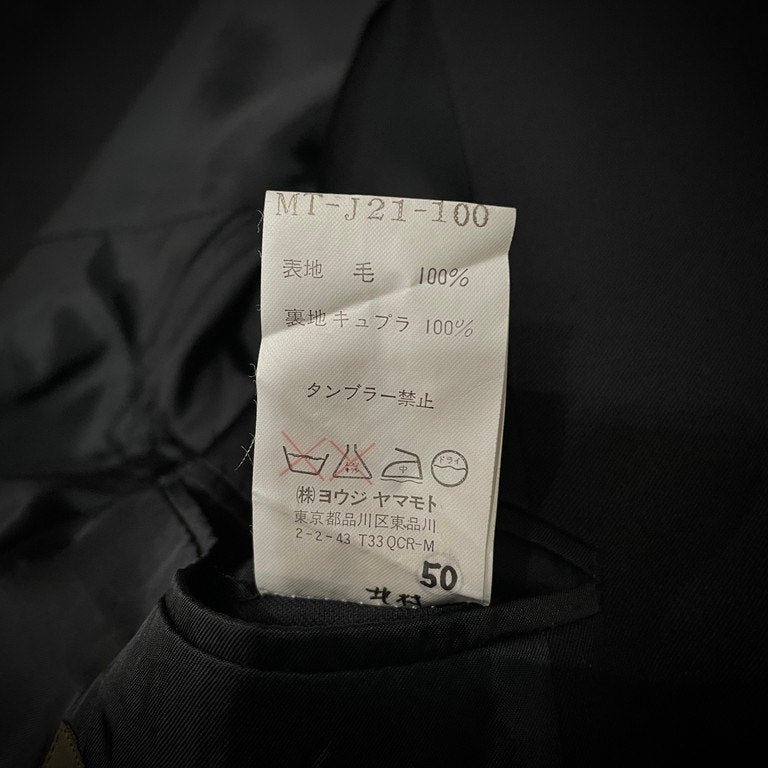 MT-J21-100
表地 毛 100%
裏地 キュプラ 100%
タンブラー禁止
中
ドライ
(株)ヨウジ ヤマモト
東京都品川区東品川
2-2-43 T33 QCR-M
50